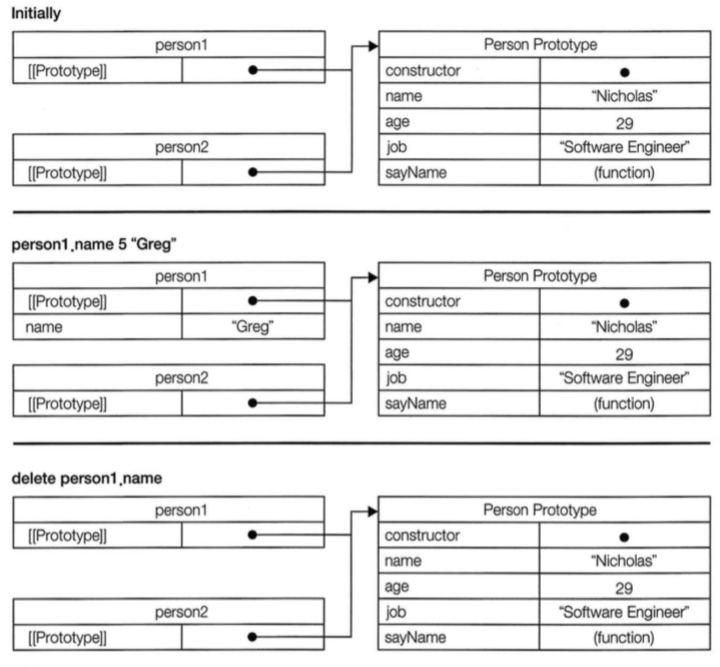 Initially
person1
[[Prototype]]
Person Prototype
constructor
name "Nicholas"
age 29
job "Software Engineer"
sayName (function)
person2
[[Prototype]]
person1.name 5 "Greg"
person1
[[Prototype]]
name "Greg"
Person Prototype
constructor
name "Nicholas"
age 29
job "Software Engineer"
sayName (function)
person2
[[Prototype]]
delete person1.name
person1
[[Prototype]]
Person Prototype
constructor
name "Nicholas"
age 29
job "Software Engineer"
sayName (function)
person2
[[Prototype]]